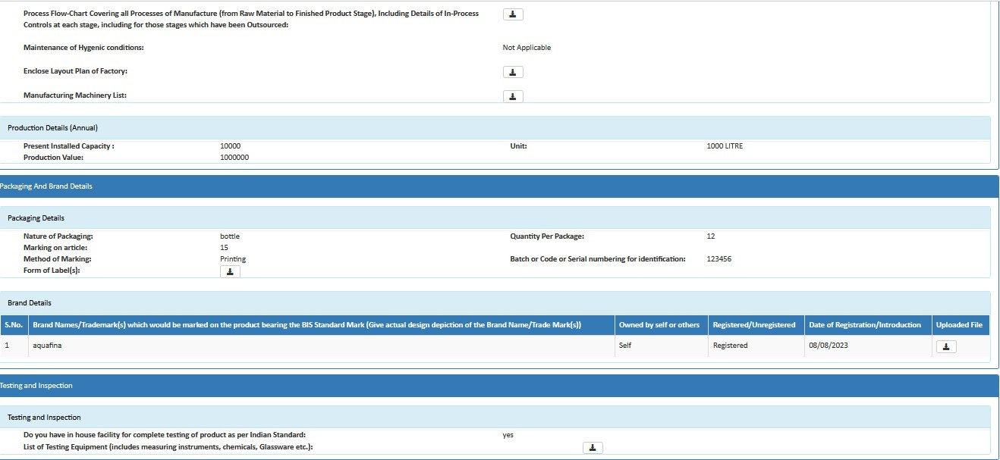 Process Flow-Chart Covering all Processes of Manufacture (from Raw Material to Finished Product Stage), Including Details of In-Process
Controls at each stage, including for those stages which have been Outsourced:
Maintenance of Hygenic conditions: Not Applicable
Enclose Layout Plan of Factory:
Manufacturing Machinery List:
Production Details (Annual)
Present Installed Capacity : 10000 Unit: 1000 LITRE
Production Value: 1000000
Packaging And Brand Details
Packaging Details
Nature of Packaging: bottle Quantity Per Package: 12
Marking on article: 15
Method of Marking: Printing Batch or Code or Serial numbering for identification: 123456
Form of Label(s):
Brand Details
S.No. Brand Names/Trademark(s) which would be marked on the product bearing the BIS Standard Mark (Give actual design depiction of the Brand Name/Trade Mark(s)) Owned by self or others Registered/Unregistered Date of Registration/Introduction Uploaded File
1 aquafina Self Registered 08/08/2023
Testing and Inspection
Testing and Inspection
Do you have in house facility for complete testing of product as per Indian Standard: yes
List of Testing Equipment (includes measuring instruments, chemicals, Glassware etc.):